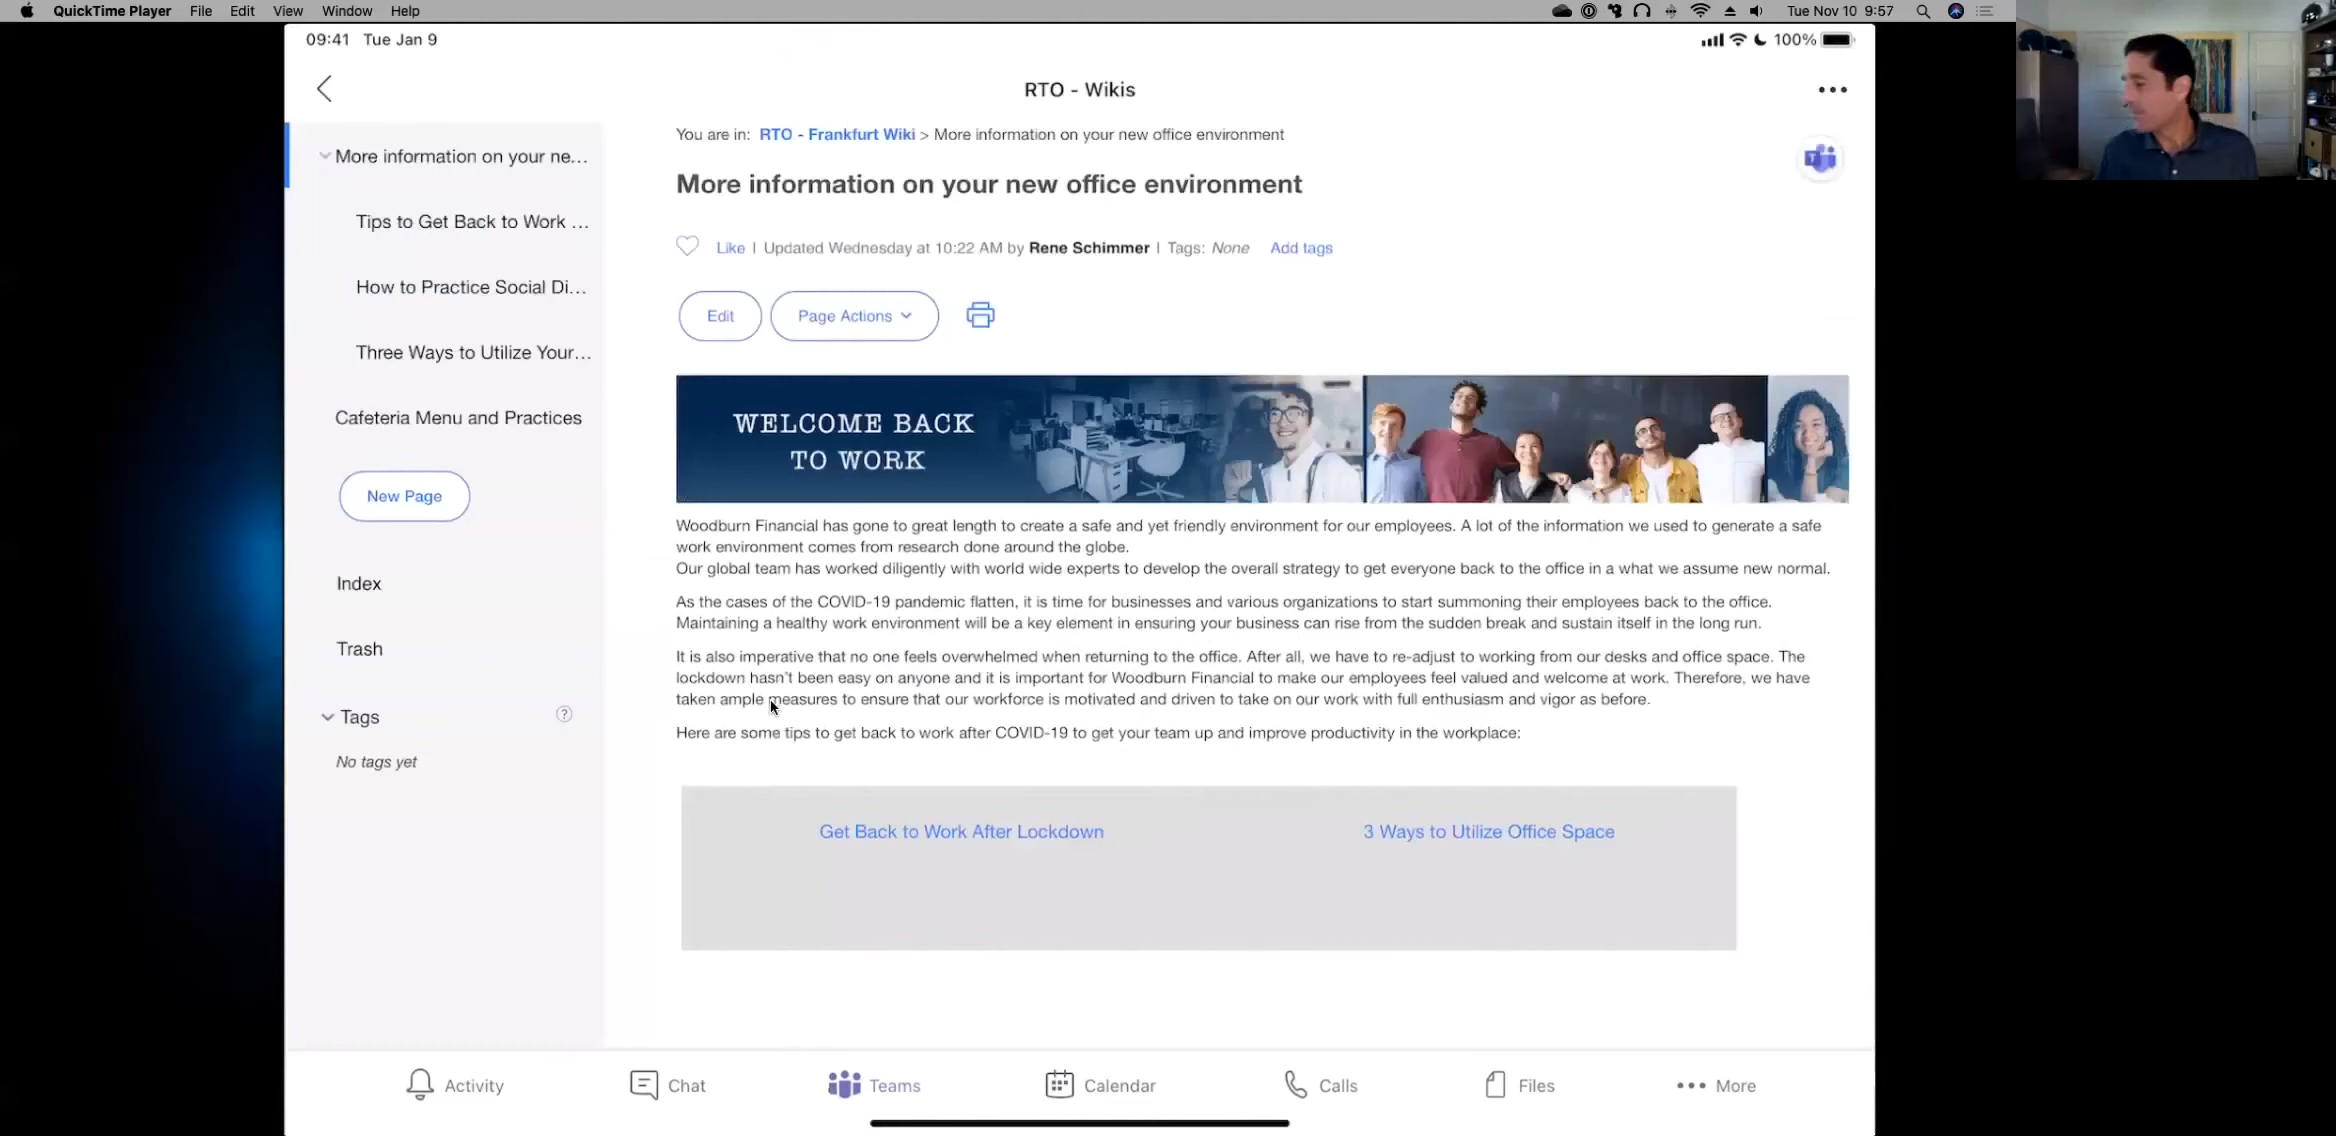 QuickTime Player File Edit View Window Help
Tue Nov 10 9:57
09:41 Tue Jan 9
100%
RTO - Wikis
You are in: RTO - Frankfurt Wiki > More information on your new office environment
More information on your new office environment
Like | Updated Wednesday at 10:22 AM by Rene Schimmer | Tags: None Add tags
Edit
Page Actions
More information on your ne...
Tips to Get Back to Work ...
How to Practice Social Di...
Three Ways to Utilize Your...
Cafeteria Menu and Practices
New Page
Index
Trash
Tags ?
No tags yet
WELCOME BACK
TO WORK
Woodburn Financial has gone to great length to create a safe and yet friendly environment for our employees. A lot of the information we used to generate a safe
work environment comes from research done around the globe.
Our global team has worked diligently with world wide experts to develop the overall strategy to get everyone back to the office in a what we assume new normal.
As the cases of the COVID-19 pandemic flatten, it is time for businesses and various organizations to start summoning their employees back to the office.
Maintaining a healthy work environment will be a key element in ensuring your business can rise from the sudden break and sustain itself in the long run.
It is also imperative that no one feels overwhelmed when returning to the office. After all, we have to re-adjust to working from our desks and office space. The
lockdown hasn't been easy on anyone and it is important for Woodburn Financial to make our employees feel valued and welcome at work. Therefore, we have
taken ample measures to ensure that our workforce is motivated and driven to take on our work with full enthusiasm and vigor as before.
Here are some tips to get back to work after COVID-19 to get your team up and improve productivity in the workplace:
Get Back to Work After Lockdown
3 Ways to Utilize Office Space
Activity
Chat
Teams
Calendar
Calls
Files
More